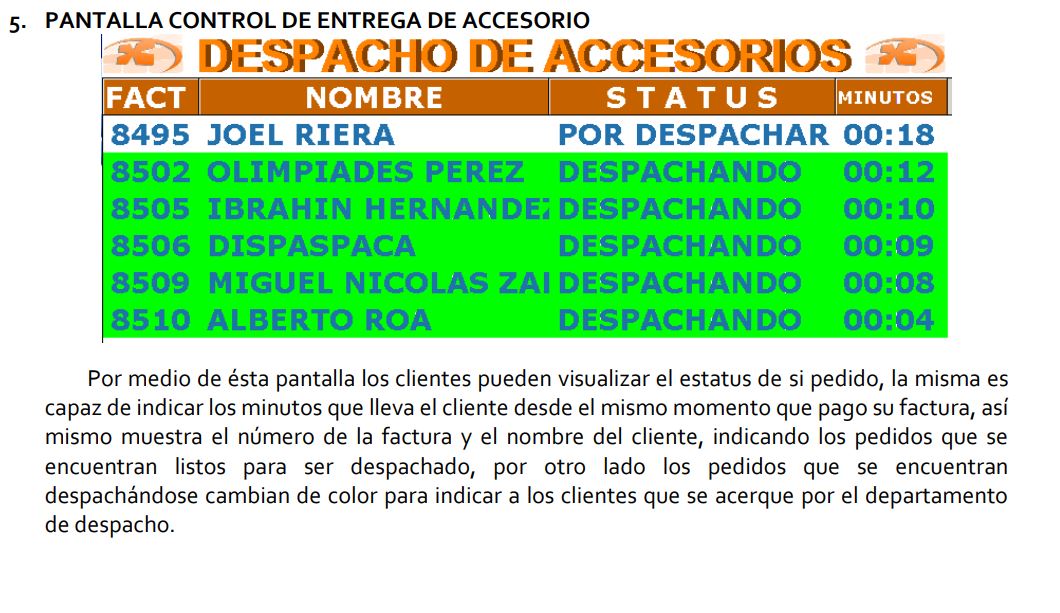 5. PANTALLA CONTROL DE ENTREGA DE ACCESORIO
DESPACHO DE ACCESORIOS
FACT NOMBRE STATUS MINUTOS
8495 JOEL RIERA POR DESPACHAR 00:18
8502 OLIMPIADES PEREZ DESPACHANDO 00:12
8505 IBRAHIN HERNANDEZ DESPACHANDO 00:10
8506 DISPASPACA DESPACHANDO 00:09
8509 MIGUEL NICOLAS ZAI DESPACHANDO 00:08
8510 ALBERTO ROA DESPACHANDO 00:04
Por medio de ésta pantalla los clientes pueden visualizar el estatus de si pedido, la misma es
capaz de indicar los minutos que lleva el cliente desde el mismo momento que pago su factura, así
mismo muestra el número de la factura y el nombre del cliente, indicando los pedidos que se
encuentran listos para ser despachado, por otro lado los pedidos que se encuentran
despachándose cambian de color para indicar a los clientes que se acerque por el departamento
de despacho.